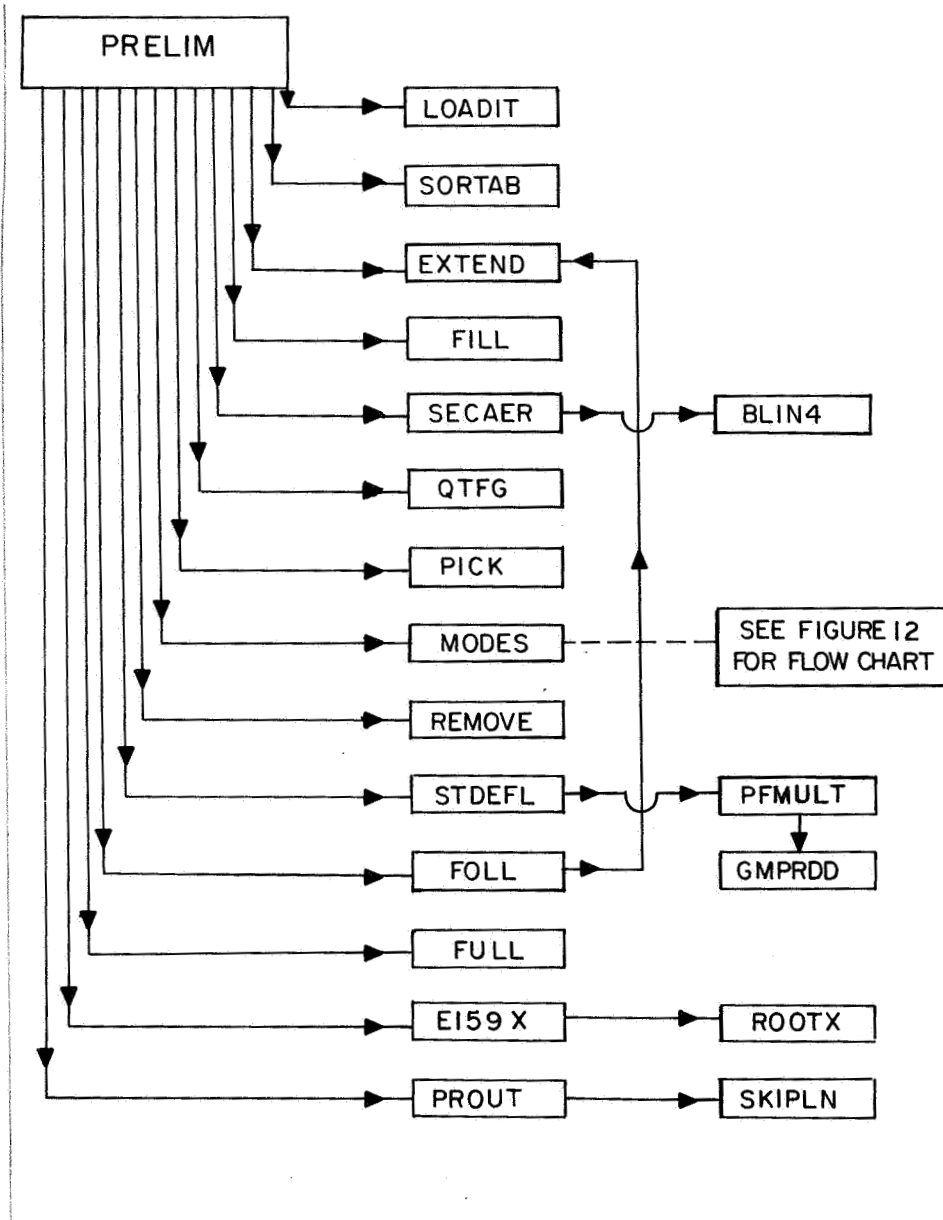 PRELIM
LOADIT
SORTAB
EXTEND
FILL
SECAER
BLIN4
QTFG
PICK
MODES
SEE FIGURE 12
FOR FLOW CHART
REMOVE
STDEFL
PFMULT
FOLL
GMPRDD
FULL
E159X
ROOTX
PROUT
SKIPLN